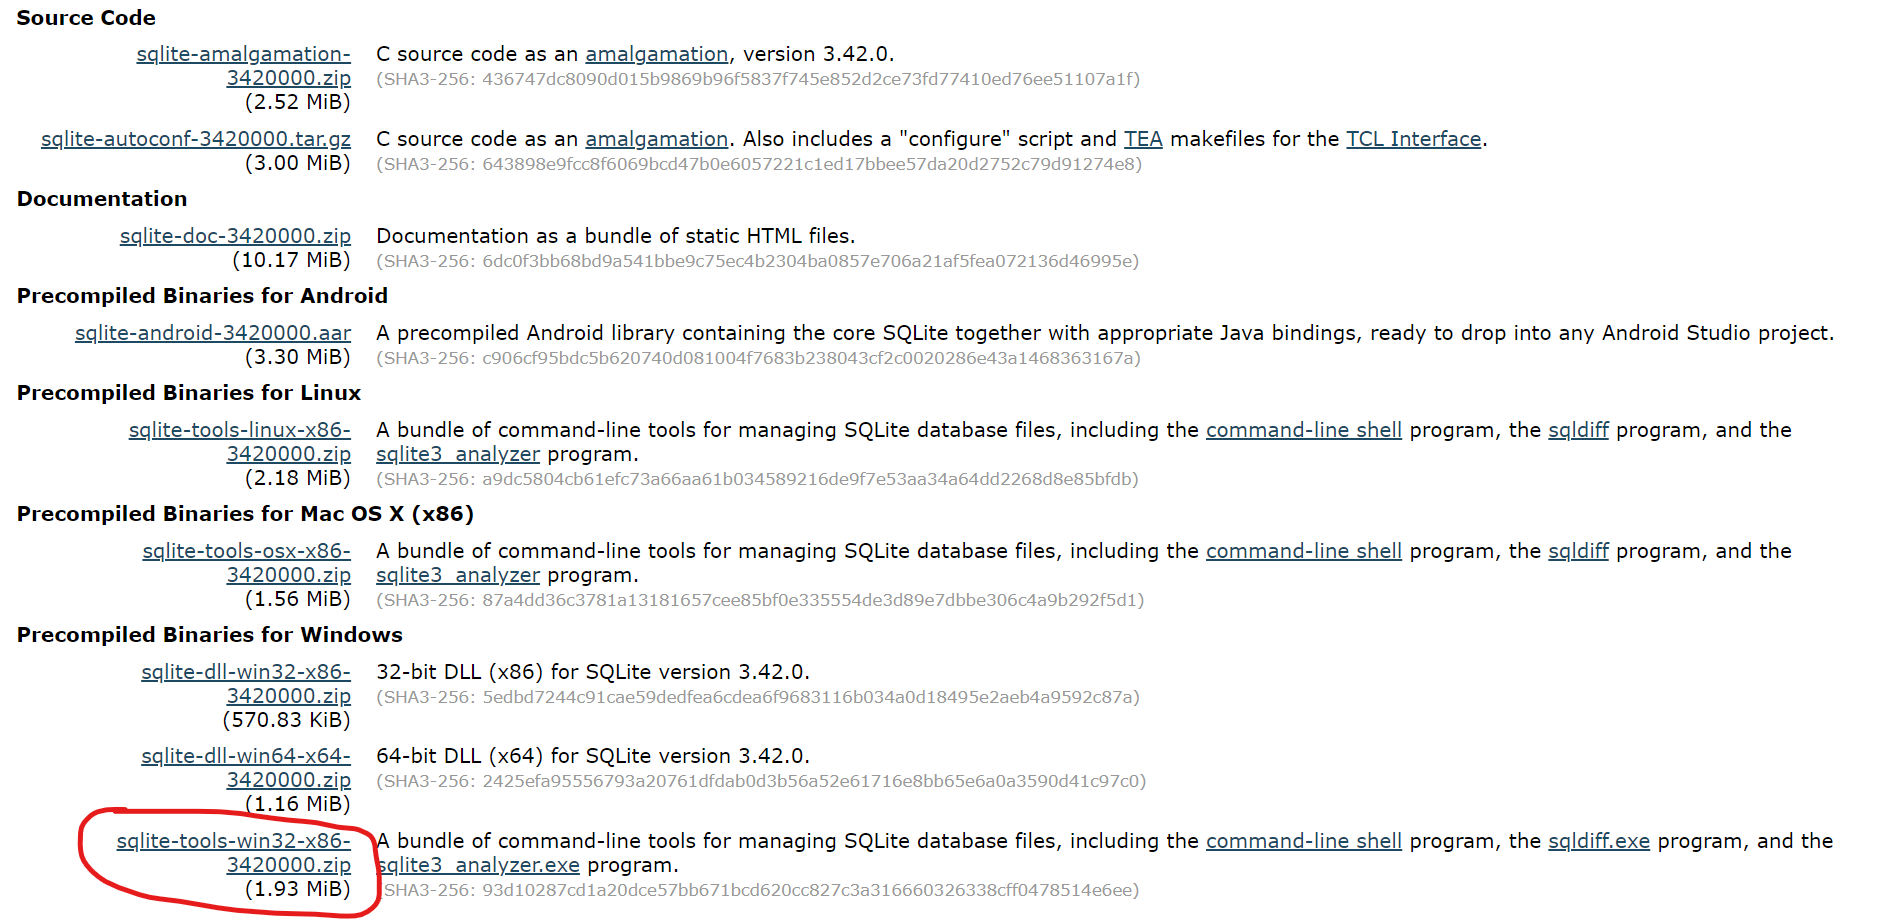 Source Code
sqlite-amalgamation-
3420000.zip
(2.52 MiB)
C source code as an amalgamation, version 3.42.0.
(SHA3-256: 436747dc8090d015b9869b96f5837f745e852d2ce73fd77410ed76ee51107a1f)
sqlite-autoconf-3420000.tar.gz
(3.00 MiB)
C source code as an amalgamation. Also includes a "configure" script and TEA makefiles for the TCL Interface.
(SHA3-256: 643898e9fcc8f6069bcd47b0e6057221c1ed17bbee57da20d2752c79d91274e8)
Documentation
sqlite-doc-3420000.zip
(10.17 MiB)
Documentation as a bundle of static HTML files.
(SHA3-256: 6dc0f3bb68bd9a541bbe9c75ec4b2304ba0857e706a21af5fea072136d46995e)
Precompiled Binaries for Android
sqlite-android-3420000.aar
(3.30 MiB)
A precompiled Android library containing the core SQLite together with appropriate Java bindings, ready to drop into any Android Studio project.
(SHA3-256: c906cf95bdc5b620740d081004f7683b238043cf2c0020286e43a1468363167a)
Precompiled Binaries for Linux
sqlite-tools-linux-x86-
3420000.zip
(2.18 MiB)
A bundle of command-line tools for managing SQLite database files, including the command-line shell program, the sqldiff program, and the
sqlite3_analyzer program.
(SHA3-256: a9dc5804cb61efc73a66aa61b034589216de9f7e53aa34a64dd2268d8e85bfdb)
Precompiled Binaries for Mac OS X (x86)
sqlite-tools-osx-x86-
3420000.zip
(1.56 MiB)
A bundle of command-line tools for managing SQLite database files, including the command-line shell program, the sqldiff program, and the
sqlite3_analyzer program.
(SHA3-256: 87a4dd36c3781a13181657cee85bf0e335554de3d89e7dbbe306c4a9b292f5d1)
Precompiled Binaries for Windows
sqlite-dll-win32-x86-
3420000.zip
(570.83 KiB)
32-bit DLL (x86) for SQLite version 3.42.0.
(SHA3-256: 5edbd7244c91cae59dedfea6cdea6f9683116b034a0d18495e2aeb4a9592c87a)
sqlite-dll-win64-x64-
3420000.zip
(1.16 MiB)
64-bit DLL (x64) for SQLite version 3.42.0.
(SHA3-256: 2425efa95556793a20761dfdab0d3b56a52e61716e8bb65e6a0a3590d41c97c0)
sqlite-tools-win32-x86-
3420000.zip
(1.93 MiB)
A bundle of command-line tools for managing SQLite database files, including the command-line shell program, the sqldiff.exe program, and the
sqlite3_analyzer.exe program.
(SHA3-256: 93d10287cd1a20dce57bb671bcd620cc827c3a316660326338cff0478514e6ee)